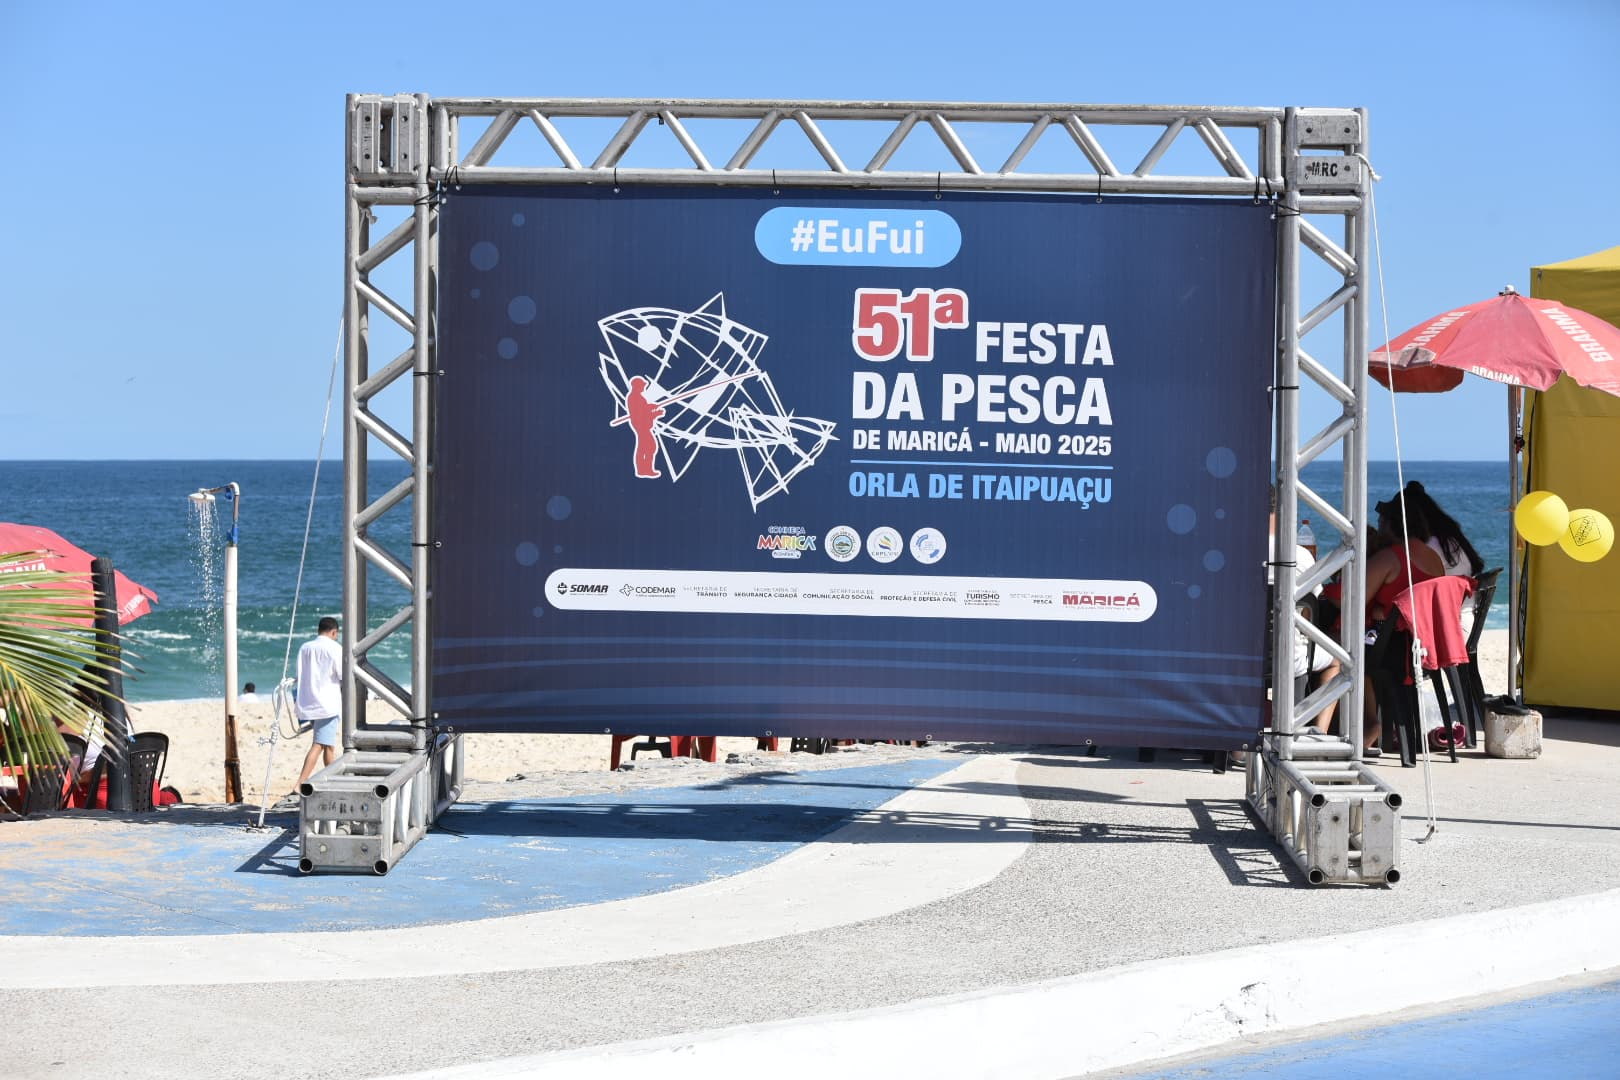 MRC
#EuFui
51ª FESTA
DA PESCA
DE MARICÁ - MAIO 2025
ORLA DE ITAIPUAÇU
BRAHMA
BRAHMA
BRAHMA
CONHEÇA
MARICÁ
SOMAR
CODEMAR
SECRETARIA DE
TRÂNSITO
SECRETARIA DE
SEGURANÇA CIDADÃ
SECRETARIA DE
COMUNICAÇÃO SOCIAL
SECRETARIA DE
PROTEÇÃO E DEFESA CIVIL
TURISMO
SECRETARIA DE
PESCA
MARICÁ